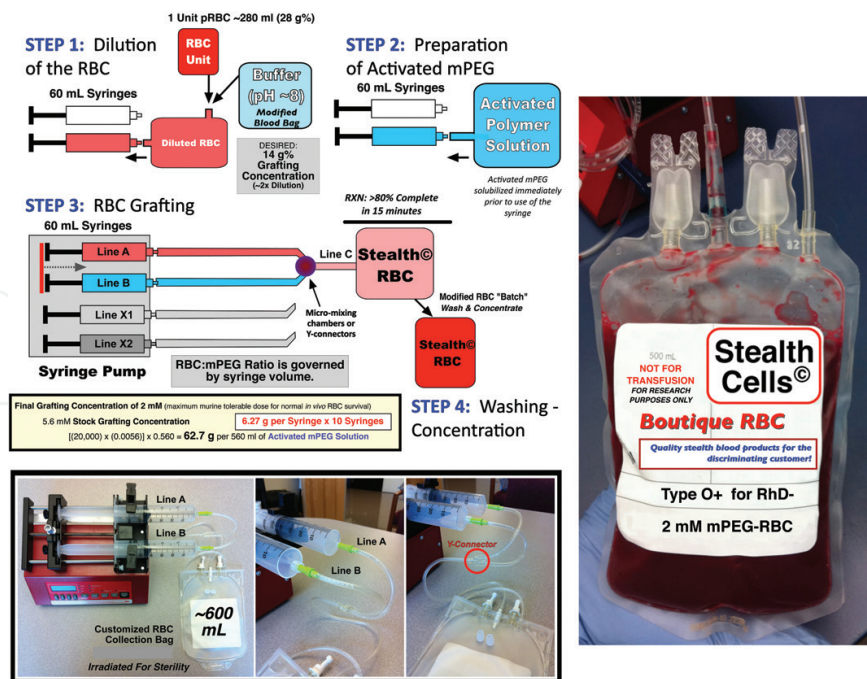 1 Unit pRBC ~280 ml (28 g%)
STEP 1: Dilution
of the RBC
RBC
Unit
Buffer
(pH ~8)
Modified
Blood Bag
60 mL Syringes
Diluted RBC
DESIRED:
14 g%
Grafting
Concentration
(~2x Dilution)
STEP 2: Preparation
of Activated mPEG
60 mL Syringes
Activated
Polymer
Solution
Activated mPEG
solubilized immediately
prior to use of the
syringe
STEP 3: RBC Grafting
60 mL Syringes
Line A
Line B
Line X1
Line X2
Syringe Pump
RXN: >80% Complete
in 15 minutes
Line C
Stealth©
RBC
Micro-mixing
chambers or
Y-connectors
Modified RBC "Batch"
Wash & Concentrate
Stealth©
RBC
RBC:mPEG Ratio is governed
by syringe volume.
STEP 4: Washing -
Concentration
Final Grafting Concentration of 2 mM (maximum murine tolerable dose for normal in vivo RBC survival)
5.6 mM Stock Grafting Concentration
6.27 g per Syringe x 10 Syringes
[(20,000) x (0.0056)] x 0.560 = 62.7 g per 560 ml of Activated mPEG Solution
Line A
Line B
~600
mL
Customized RBC
Collection Bag
Irradiated For Sterility
Line A
Line B
Y-Connector
500 mL
NOT FOR
TRANSFUSION
FOR RESEARCH
PURPOSES ONLY
Stealth
Cells©
Boutique RBC
Quality stealth blood products for the
discriminating customer!
Type O+ for RhD-
2 mM mPEG-RBC